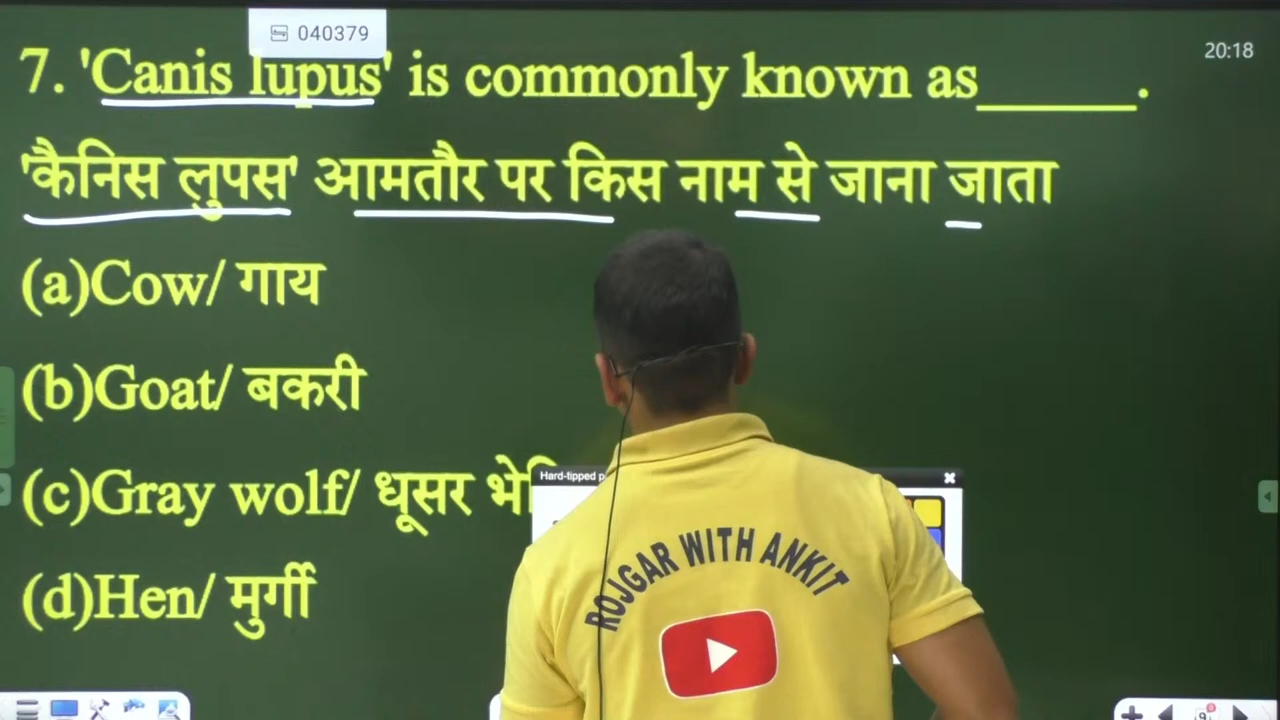 040379
20:18
7. 'Canis lupus' is commonly known as______.
'कैनिस लुपस' आमतौर पर किस नाम से जाना जाता
(a)Cow/ गाय
(b)Goat/ बकरी
(c)Gray wolf/ धूसर
Hard-tipped
(d)Hen/ मुर्गी
ROJGAR WITH ANKIT